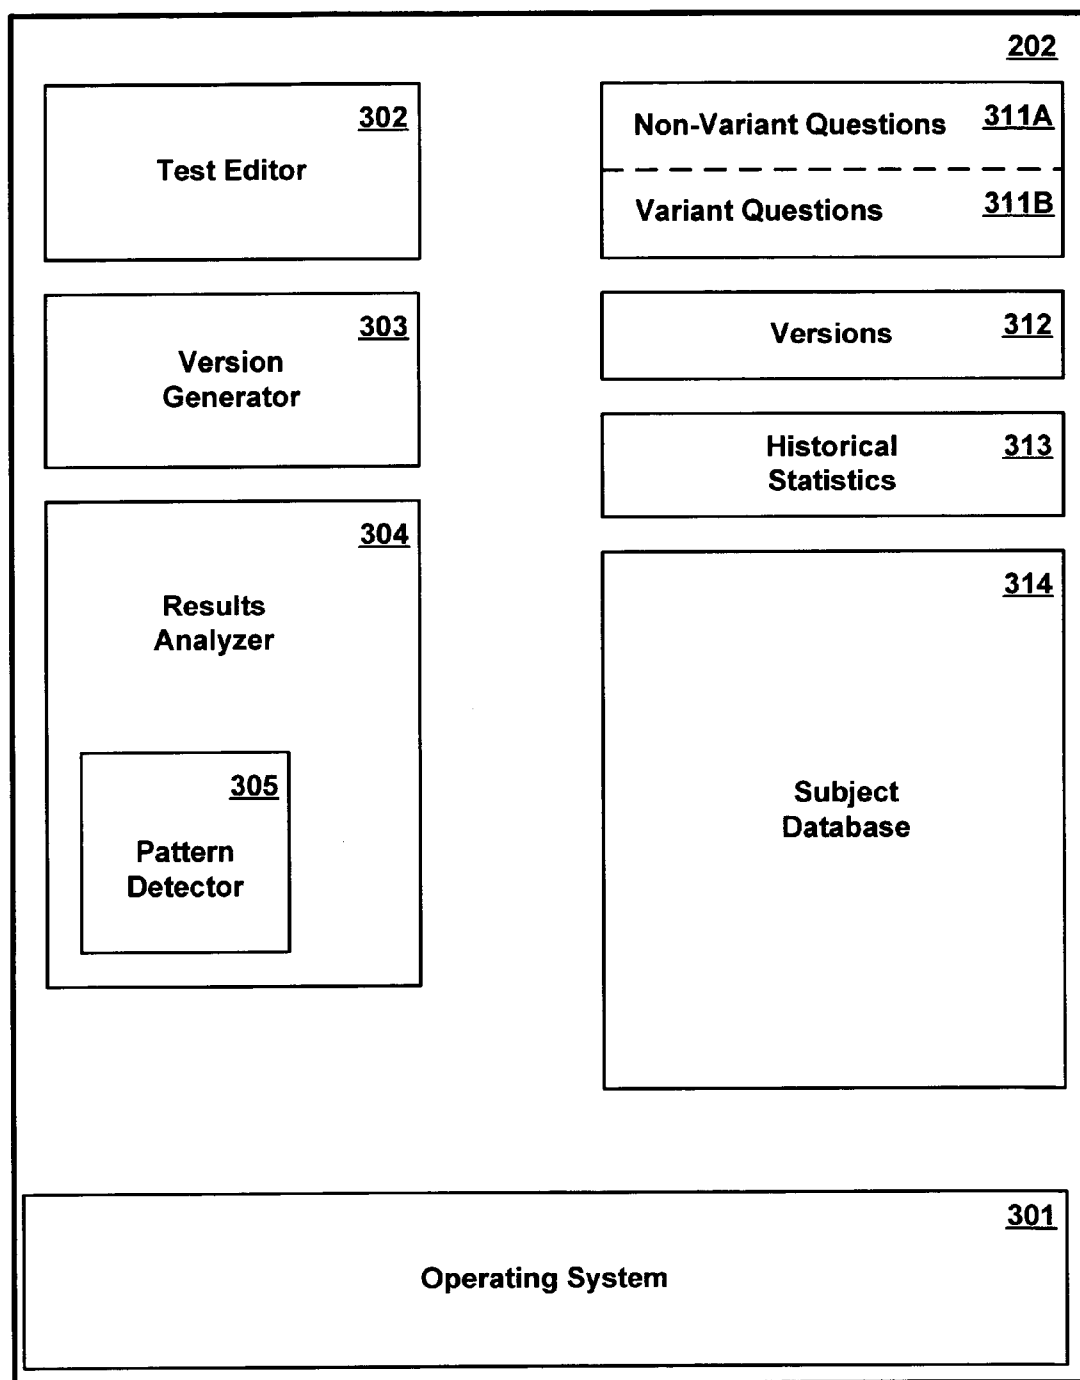 202
302
Test Editor
303
Version
Generator
304
Results
Analyzer
305
Pattern
Detector
Non-Variant Questions 311A
Variant Questions 311B
Versions 312
Historical 313
Statistics
314
Subject
Database
301
Operating System